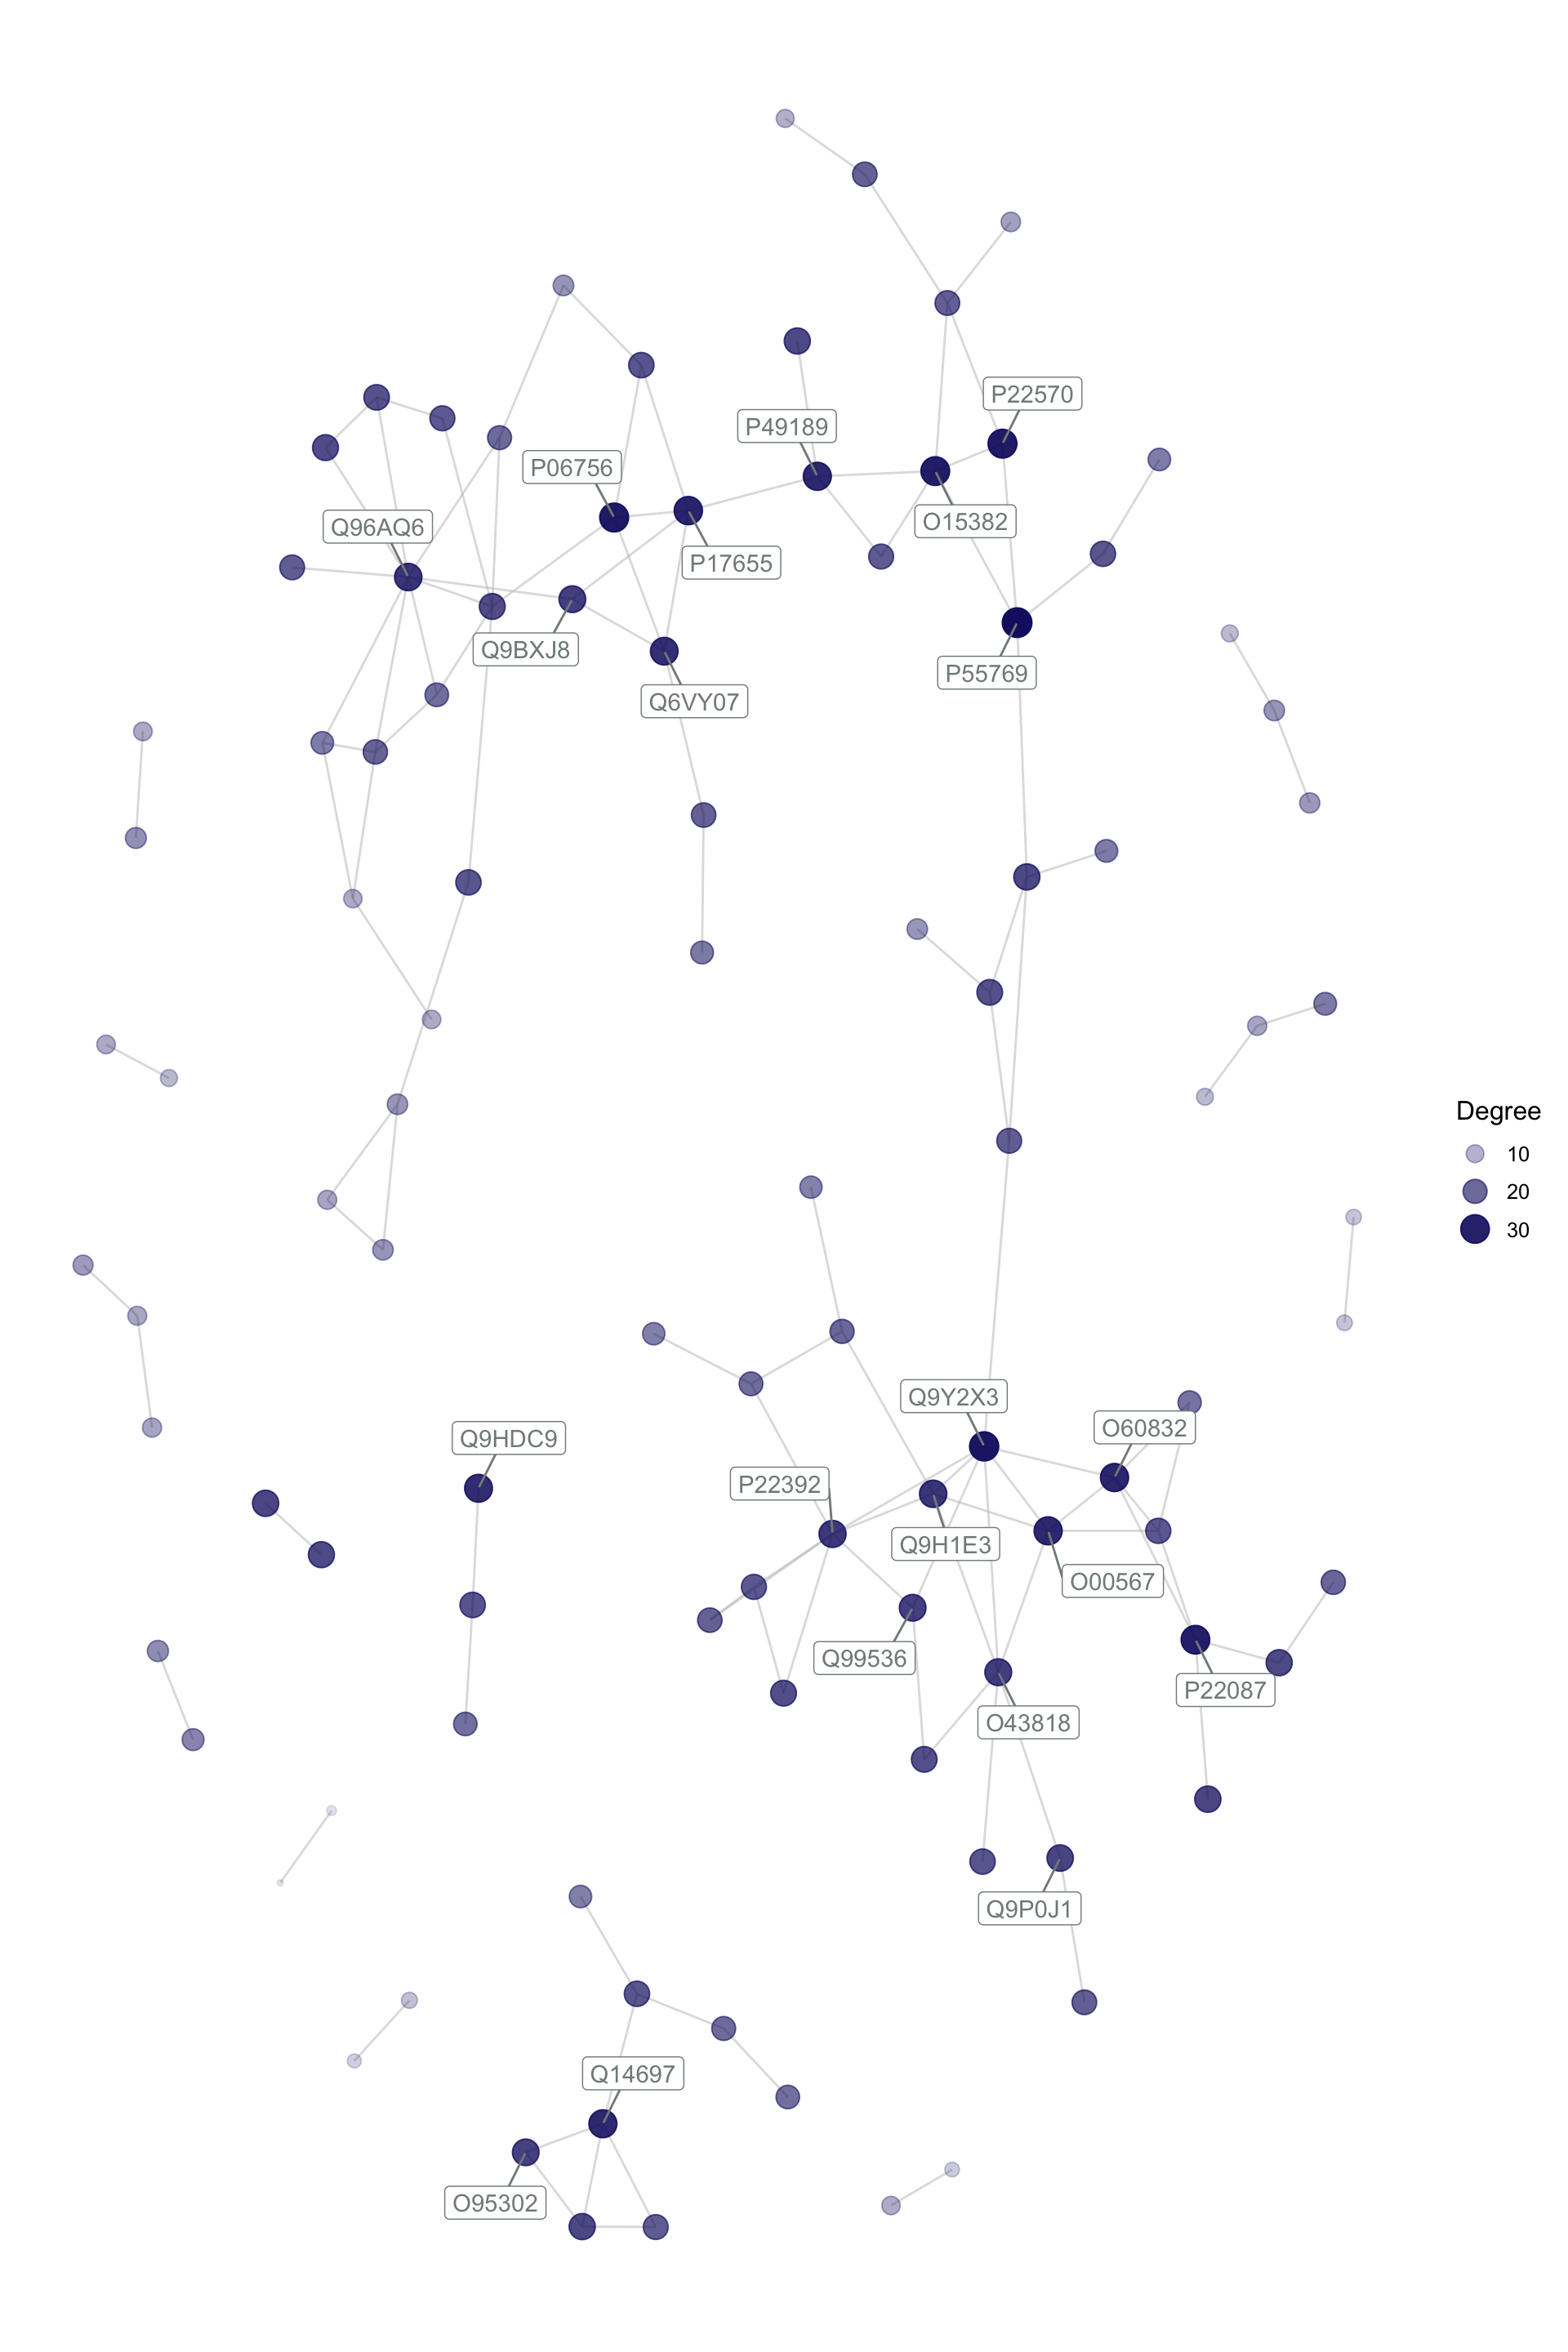 P22570
P49189
P06756
O15382
Q96AQ6
P17655
Q9BXJ8
P55769
Q6VY07
Degree
10
20
30
Q9Y2X3
O60832
Q9HDC9
P22392
Q9H1E3
O00567
Q99536
P22087
O43818
Q9P0J1
Q14697
O95302